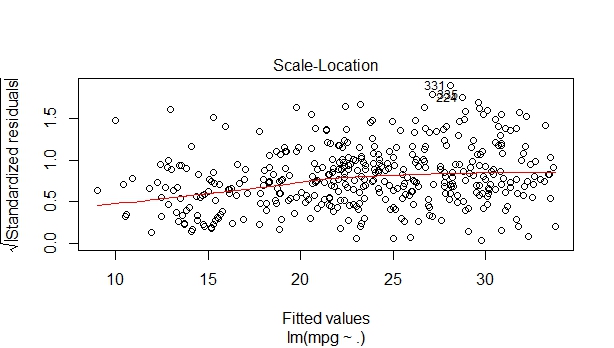 Scale-Location
√|Standardized residuals|
0.0 0.5 1.0 1.5
331
224
10 15 20 25 30
Fitted values
lm(mpg ~ .)